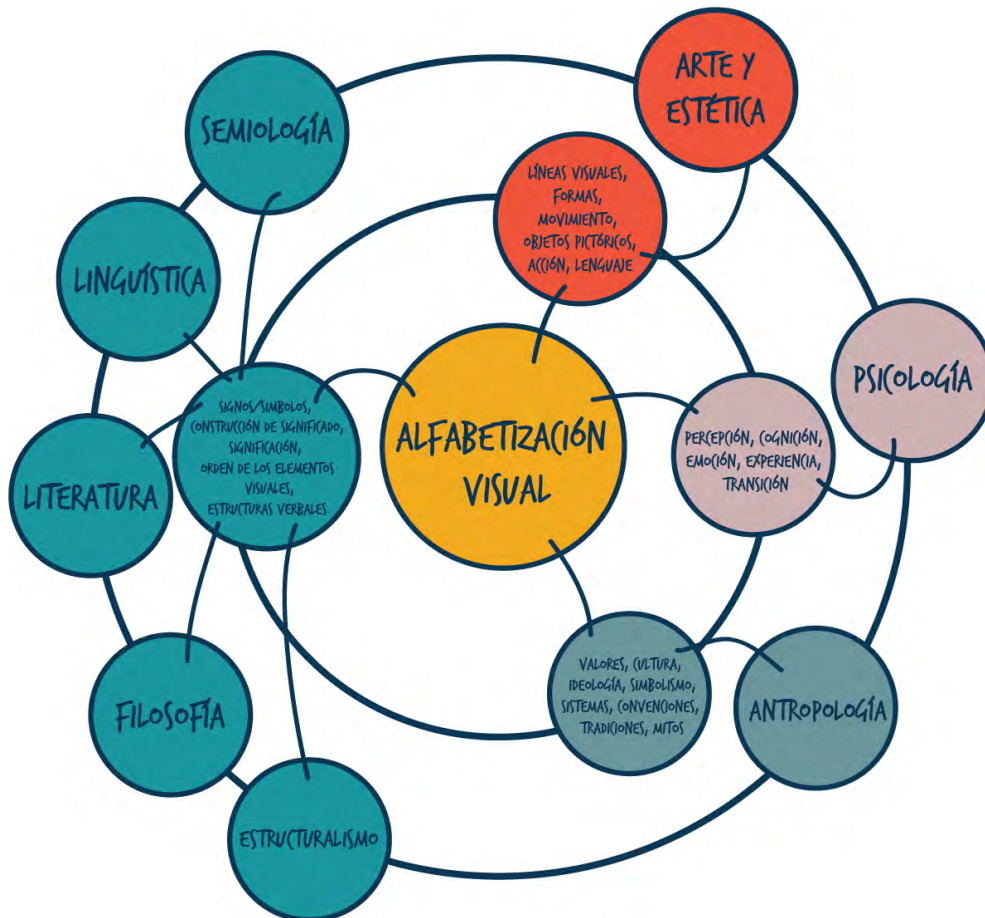 ARTE Y
ESTÉTICA
SEMIOLOGÍA
LÍNEAS VISUALES,
FORMAS,
MOVIMIENTO,
OBJETOS PICTÓRICOS,
ACCIÓN, LENGUAJE
LINGUÍSTICA
PSICOLOGÍA
SIGNOS/SIMBOLOS,
CONSTRUCCIÓN DE SIGNIFICADO,
SIGNIFICACIÓN,
ORDEN DE LOS ELEMENTOS
VISUALES,
ESTRUCTURAS VERBALES
ALFABETIZACIÓN
VISUAL
PERCEPCIÓN, COGNICIÓN,
EMOCIÓN, EXPERIENCIA,
TRANSICIÓN
LITERATURA
VALORES, CULTURA,
IDEOLOGÍA, SIMBOLISMO,
SISTEMAS, CONVENCIONES,
TRADICIONES, MITOS
FILOSOFÍA
ANTROPOLOGÍA
ESTRUCTURALISMO